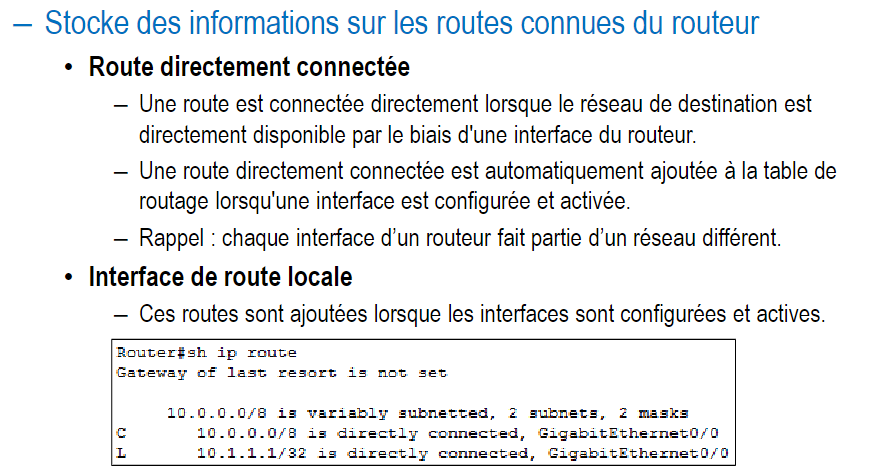 – Stocke des informations sur les routes connues du routeur
• Route directement connectée
– Une route est connectée directement lorsque le réseau de destination est
directement disponible par le biais d'une interface du routeur.
– Une route directement connectée est automatiquement ajoutée à la table de
routage lorsqu'une interface est configurée et activée.
– Rappel : chaque interface d’un routeur fait partie d’un réseau différent.
• Interface de route locale
– Ces routes sont ajoutées lorsque les interfaces sont configurées et actives.
Router#sh ip route
Gateway of last resort is not set
10.0.0.0/8 is variably subnetted, 2 subnets, 2 masks
C 10.0.0.0/8 is directly connected, GigabitEthernet0/0
L 10.1.1.1/32 is directly connected, GigabitEthernet0/0